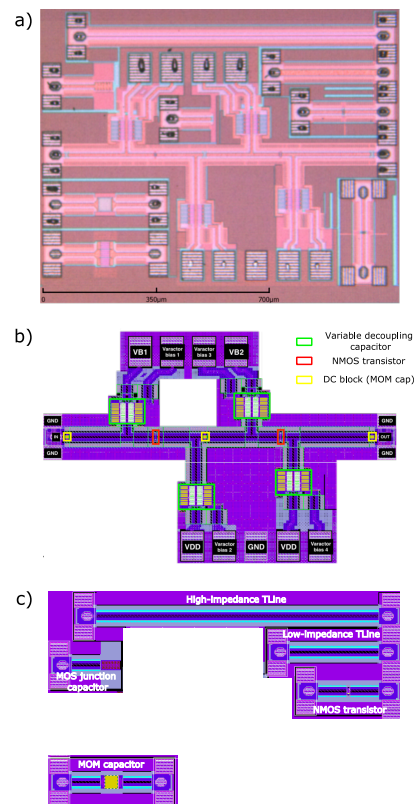 a)
0 350µm 700µm
b)
VB1 Varactor bias 1 Varactor bias 3 VB2
Variable decoupling
capacitor
NMOS transistor
DC block (MOM cap)
GND GND
IN OUT
GND GND
VDD Varactor bias 2 GND VDD Varactor bias 4
c)
High-impedance TLine
Low-impedance TLine
MOS junction
capacitor
NMOS transistor
MOM capacitor